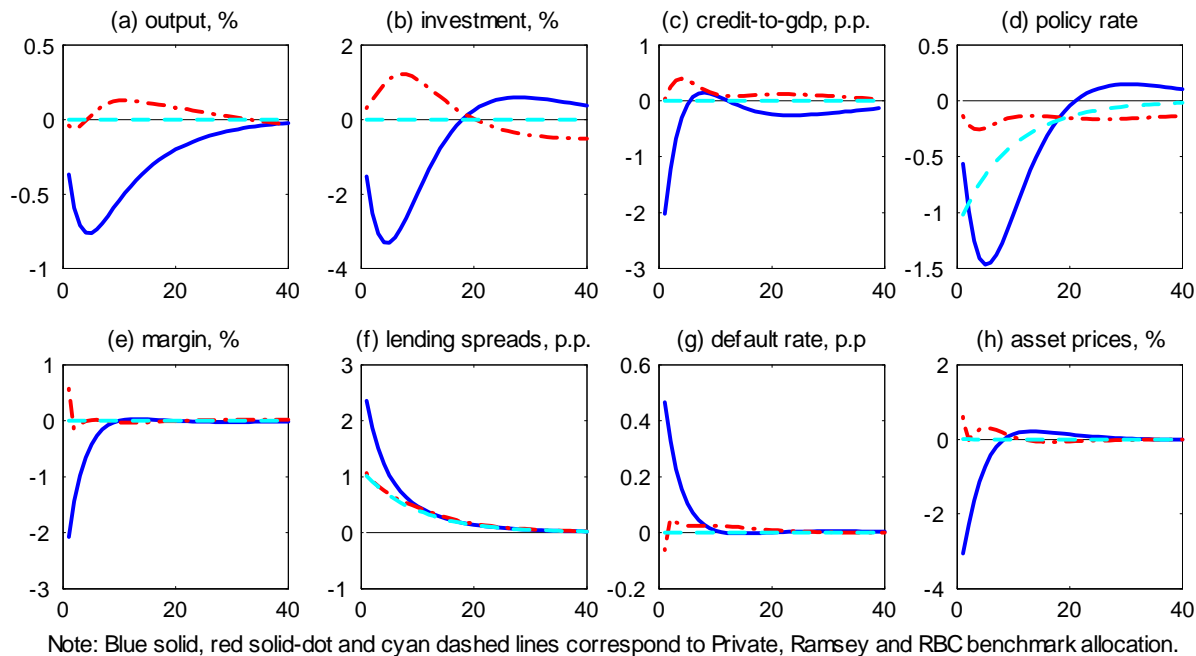 (a) output, %
(b) investment, %
(c) credit-to-gdp, p.p.
(d) policy rate
0.5
0
-0.5
-1
0 20 40
2
0
-2
-4
0 20 40
1
0
-1
-2
-3
0 20 40
0.5
0
-0.5
-1
-1.5
0 20 40
(e) margin, %
(f) lending spreads, p.p.
(g) default rate, p.p
(h) asset prices, %
1
0
-1
-2
-3
0 20 40
3
2
1
0
-1
0 20 40
0.6
0.4
0.2
0
0.2
0 20 40
2
0
-2
4
0 20 40
Note: Blue solid, red solid-dot and cyan dashed lines correspond to Private, Ramsey and RBC benchmark allocation.